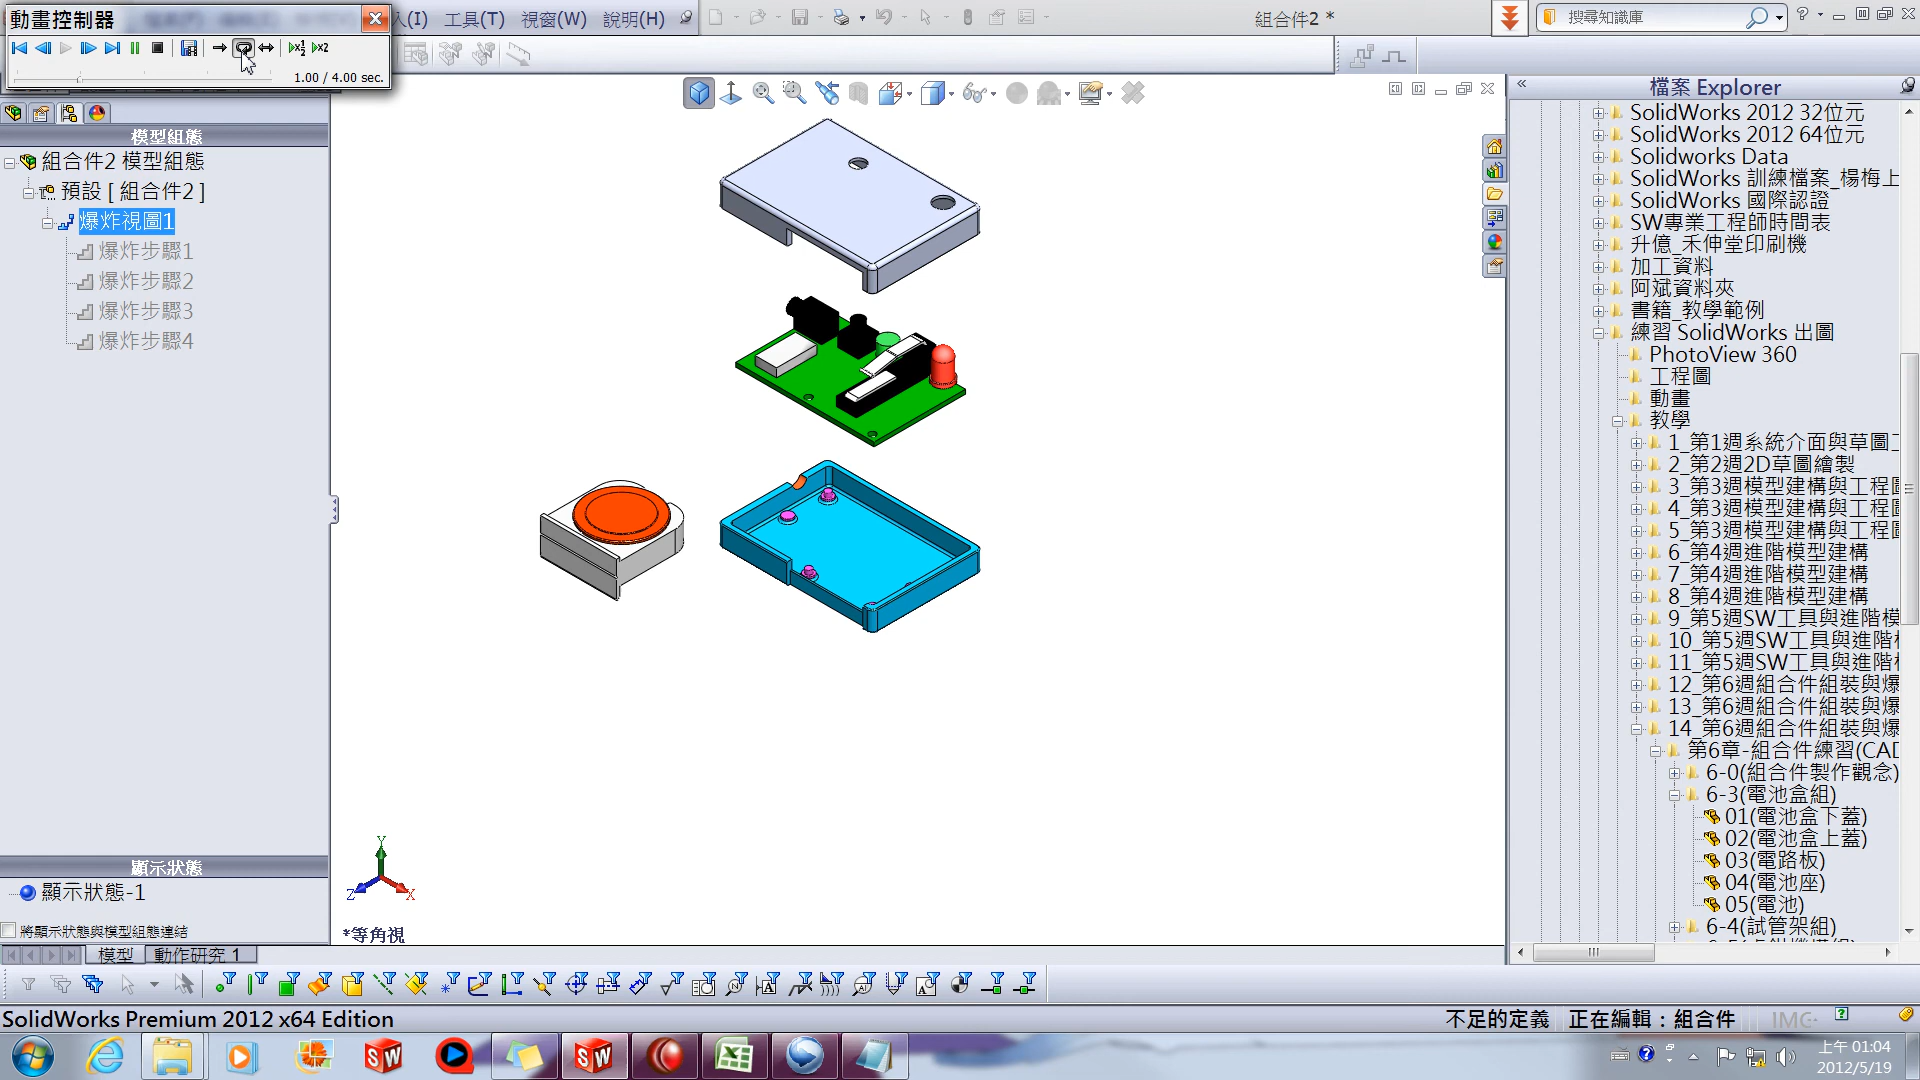 動畫控制器
入(I) 工具(T) 視窗(W) 說明(H)
組合件2 *
搜尋知識庫
1.00 / 4.00 sec.
模型組態
組合件2 模型組態
預設 [ 組合件2 ]
爆炸視圖1
爆炸步驟1
爆炸步驟2
爆炸步驟3
爆炸步驟4
顯示狀態
顯示狀態-1
將顯示狀態與模型組態連結
Y
Z
X
*等角視
模型
動作研究 1
檔案 Explorer
SolidWorks 2012 32位元
SolidWorks 2012 64位元
Solidworks Data
SolidWorks 訓練檔案_楊梅上
SolidWorks 國際認證
SW專業工程師時間表
升億_禾伸堂印刷機
加工資料
阿斌資料夾
書籍_教學範例
練習 SolidWorks 出圖
PhotoView 360
工程圖
動畫
教學
1_第1週系統介面與草圖
2_第2週2D草圖繪製
3_第3週模型建構與工程圖
4_第3週模型建構與工程圖
5_第3週模型建構與工程圖
6_第4週進階模型建構
7_第4週進階模型建構
8_第4週進階模型建構
9_第5週SW工具與進階模
10_第5週SW工具與進階
11_第5週SW工具與進階
12_第6週組合件組裝與爆
13_第6週組合件組裝與爆
14_第6週組合件組裝與爆
第6章-組合件練習(CAD
6-0(組合件製作觀念)
6-3(電池盒組)
01(電池盒下蓋)
02(電池盒上蓋)
03(電路板)
04(電池座)
05(電池)
6-4(試管架組)
SolidWorks Premium 2012 x64 Edition
不足的定義 正在編輯：組合件
上午 01:04
2012/5/19